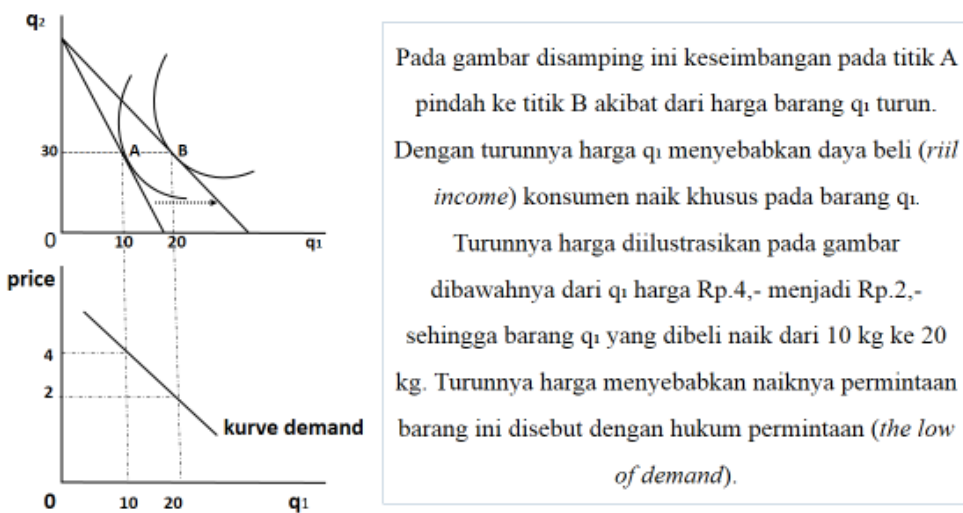 q₂
30
A
B
0
10
20
q₁
price
4
2
kurve demand
0
10
20
q₁
Pada gambar disamping ini keseimbangan pada titik A
pindah ke titik B akibat dari harga barang q₁ turun.
Dengan turunnya harga q₁ menyebabkan daya beli (riil
income) konsumen naik khusus pada barang q₁.
Turunnya harga diilustrasikan pada gambar
dibawahnya dari q₁ harga Rp.4,- menjadi Rp.2,-
sehingga barang q₁ yang dibeli naik dari 10 kg ke 20
kg. Turunnya harga menyebabkan naiknya permintaan
barang ini disebut dengan hukum permintaan (the low
of demand).